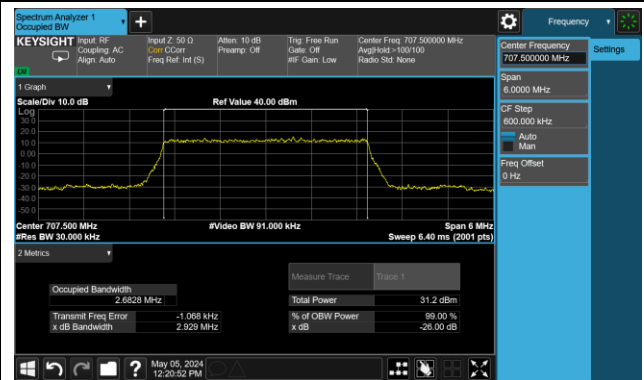 Spectrum Analyzer 1
Occupied BW
Frequency
KEYSIGHT
Input: RF
Coupling: AC
Align: Auto
Input Z: 50 Ω
Corr CCorr
Freq Ref: Int (S)
Atten: 10 dB
Preamp: Off
Trig: Free Run
Gate: Off
#IF Gain: Low
Center Freq: 707.500000 MHz
Avg|Hold:>100/100
Radio Std: None
LXI
Center Frequency
707.500000 MHz
Settings
Span
6.0000 MHz
CF Step
600.000 kHz
Auto
Man
Freq Offset
0 Hz
1 Graph
Scale/Div 10.0 dB
Ref Value 40.00 dBm
Log
30.0
20.0
10.0
0.00
-10.0
-20.0
-30.0
-40.0
-50.0
Center 707.500 MHz
#Video BW 91.000 kHz
Span 6 MHz
#Res BW 30.000 kHz
Sweep 6.40 ms (2001 pts)
2 Metrics
Measure Trace
Trace 1
Occupied Bandwidth
2.6828 MHz
Total Power
31.2 dBm
Transmit Freq Error
-1.068 kHz
% of OBW Power
99.00 %
x dB Bandwidth
2.929 MHz
x dB
-26.00 dB
?
May 05, 2024
12:20:52 PM